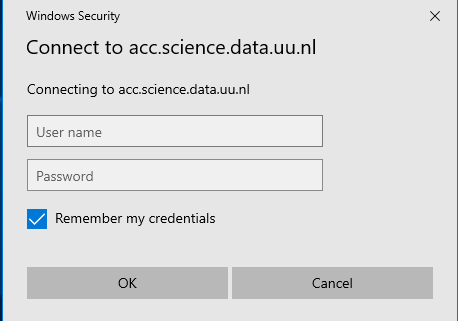 Windows Security
Connect to acc.science.data.uu.nl
Connecting to acc.science.data.uu.nl
User name
Password
Remember my credentials
OK
Cancel